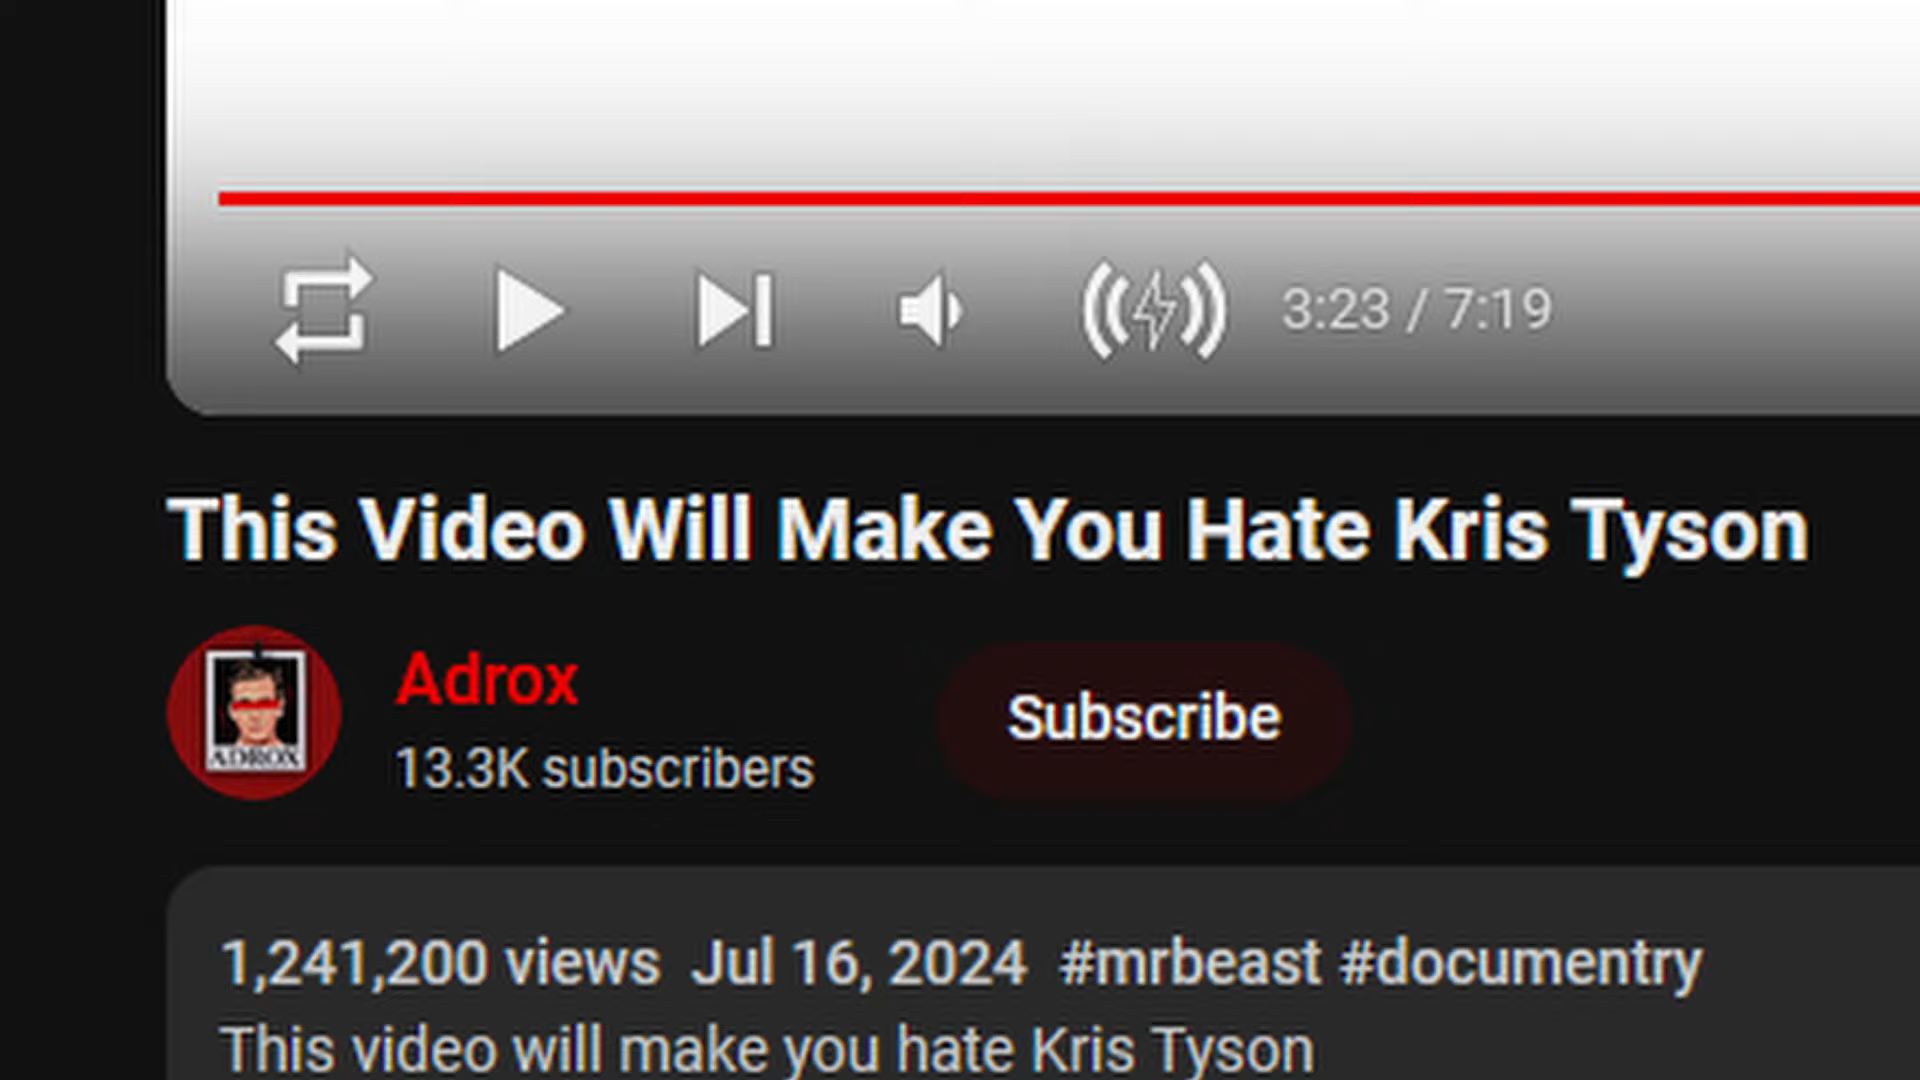 3:23 / 7:19
This Video Will Make You Hate Kris Tyson
ADROX
Adrox
13.3K subscribers
Subscribe
1,241,200 views Jul 16, 2024 #mrbeast #documentry
This video will make you hate Kris Tyson